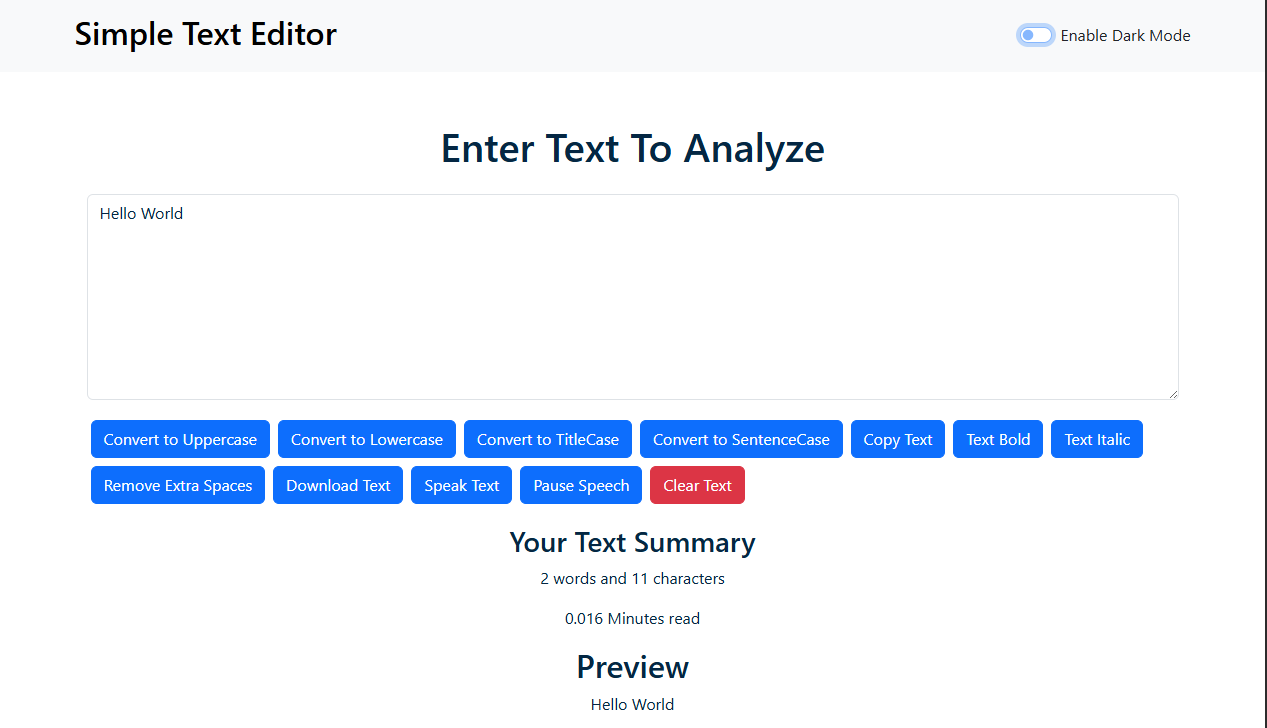 Simple Text Editor Enable Dark Mode
Enter Text To Analyze
Hello World
Convert to Uppercase Convert to Lowercase Convert to TitleCase Convert to SentenceCase Copy Text Text Bold Text Italic
Remove Extra Spaces Download Text Speak Text Pause Speech Clear Text
Your Text Summary
2 words and 11 characters
0.016 Minutes read
Preview
Hello World